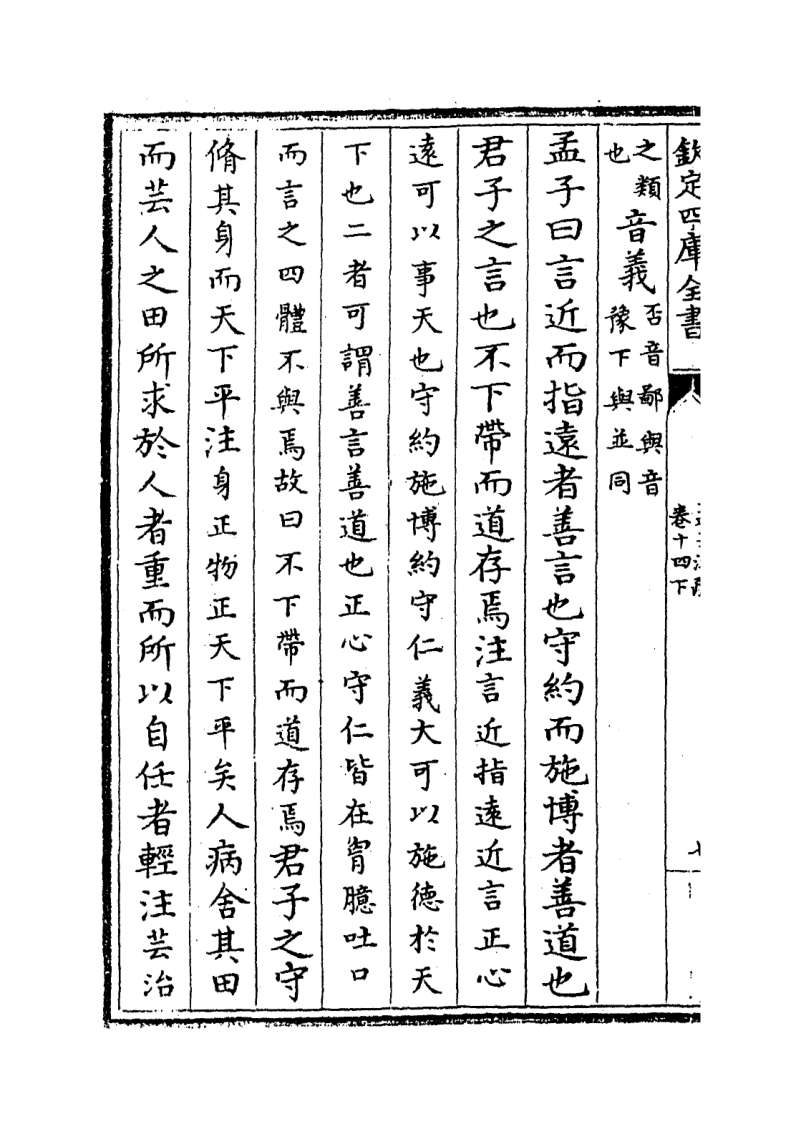 欽定四庫全書
卷十四下
之類
也
音義
否音鄙與音
豫下與並同
孟子曰言近而指遠者善言也守約而施博者善道也
君子之言也不下帶而道存焉注言近指遠近言正心
遠可以事天也守約施博約守仁義大可以施德於天
下也二者可謂善言善道也正心守仁皆在胷臆吐口
而言之四體不與焉故曰不下帶而道存焉君子之守
脩其身而天下平注身正物正天下平矣人病舍其田
而芸人之田所求於人者重而所以自任者輕注芸治